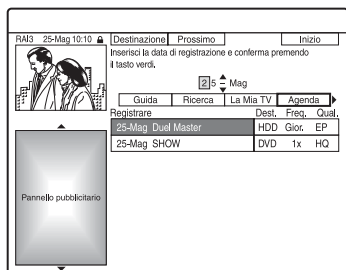 RAI3 25-Mag 10:10
Destinazione Prossimo Inizio
Inserisci la data di registrazione e conferma premendo
il tasto verdi.
25 Mag
Guida Ricerca La Mia TV Agenda
Registrare Dest. Freq. Qual.
25-Mag Duel Master HDD Gior. EP
25-Mag SHOW DVD 1x HQ
Pannello pubblicitario